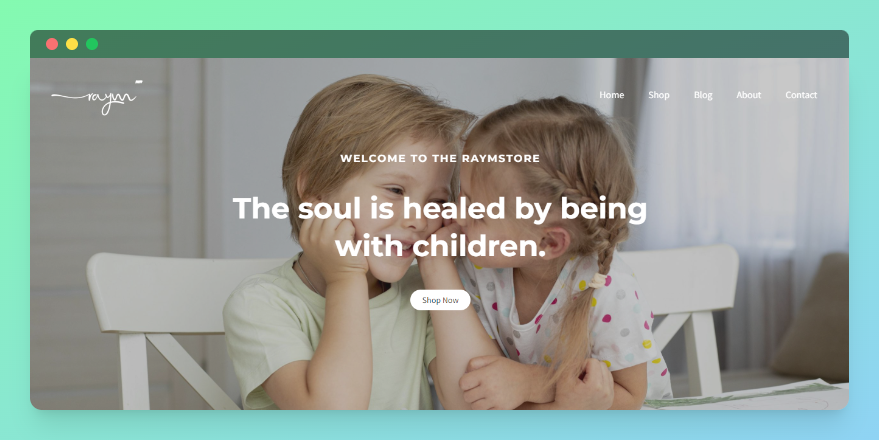 raym
Home Shop Blog About Contact
WELCOME TO THE RAYMSTORE
The soul is healed by being
with children.
Shop Now